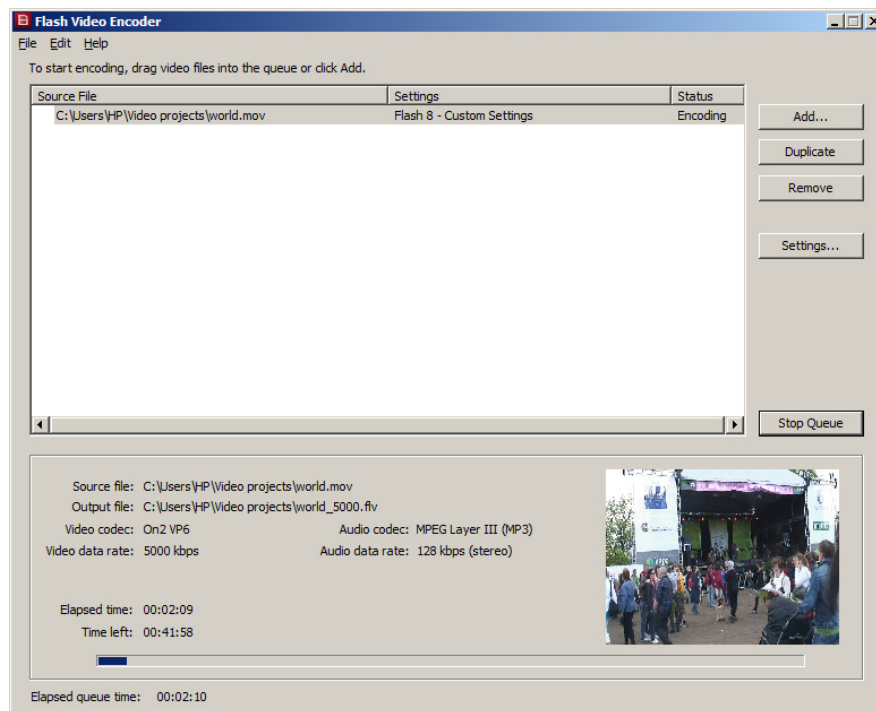 Flash Video Encoder
File Edit Help
To start encoding, drag video files into the queue or click Add.
Source File Settings Status
C:\Users\HP\Video projects\world.mov Flash 8 - Custom Settings Encoding
Add...
Duplicate
Remove
Settings...
Stop Queue
Source file: C:\Users\HP\Video projects\world.mov
Output file: C:\Users\HP\Video projects\world_5000.flv
Video codec: On2 VP6 Audio codec: MPEG Layer III (MP3)
Video data rate: 5000 kbps Audio data rate: 128 kbps (stereo)
Elapsed time: 00:02:09
Time left: 00:41:58
Elapsed queue time: 00:02:10